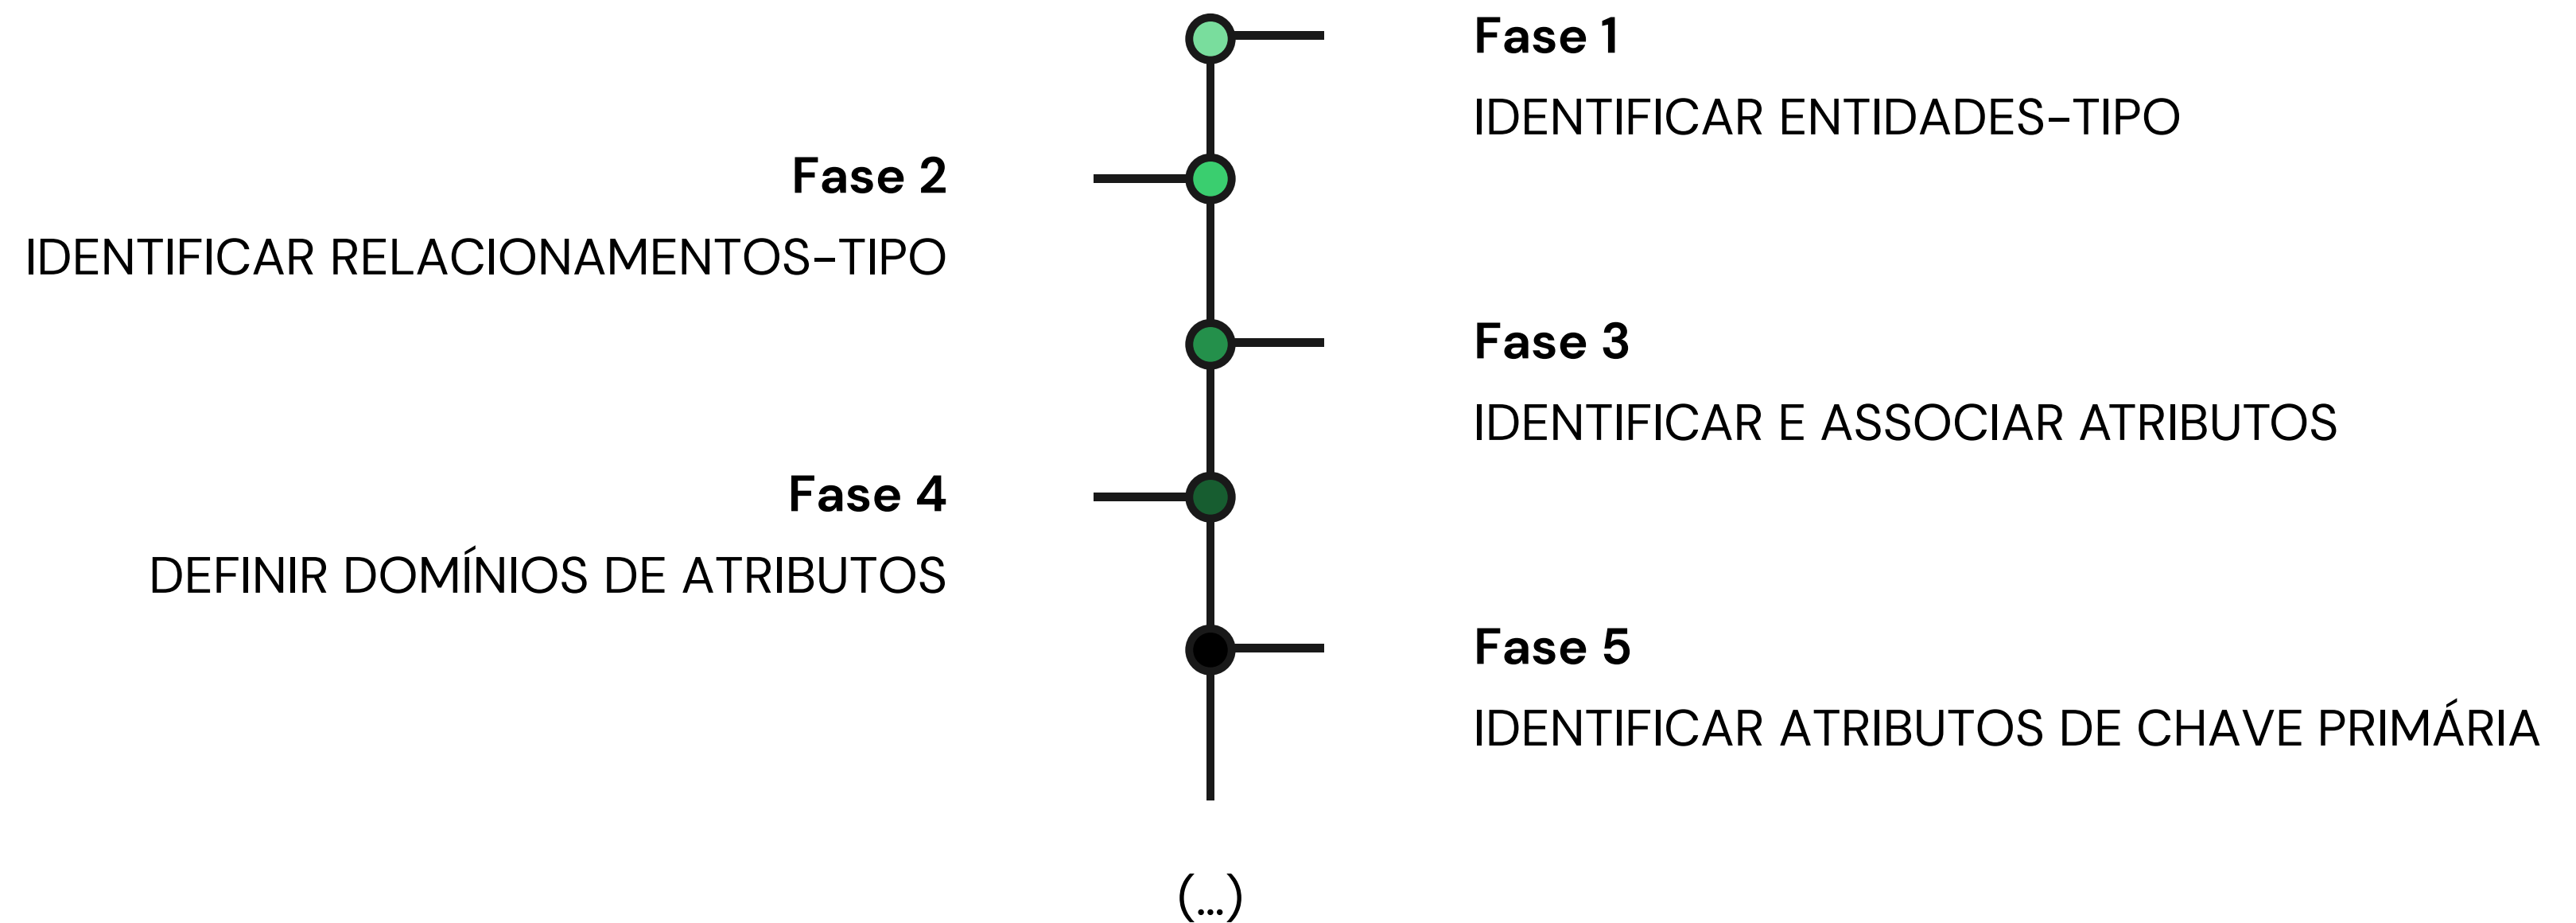 Fase 1
IDENTIFICAR ENTIDADES-TIPO
Fase 2
IDENTIFICAR RELACIONAMENTOS-TIPO
Fase 3
IDENTIFICAR E ASSOCIAR ATRIBUTOS
Fase 4
DEFINIR DOMÍNIOS DE ATRIBUTOS
Fase 5
IDENTIFICAR ATRIBUTOS DE CHAVE PRIMÁRIA
(...)